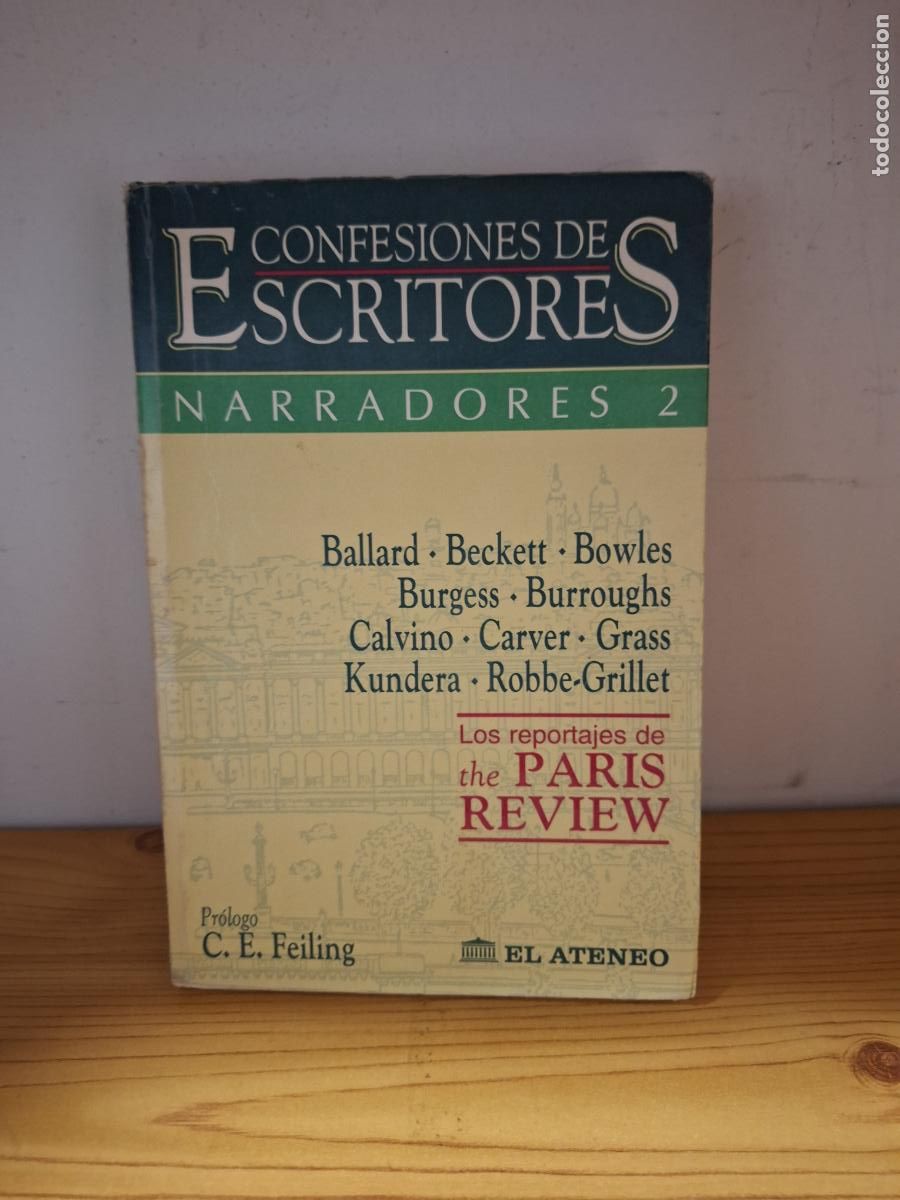 CONFESIONES DE
ESCRITORES
NARRADORES 2
Ballard · Beckett · Bowles
Burgess · Burroughs
Calvino · Carver · Grass
Kundera · Robbe-Grillet
Los reportajes de
the PARIS
REVIEW
Prólogo
C. E. Feiling
EL ATENEO
todocoleccion